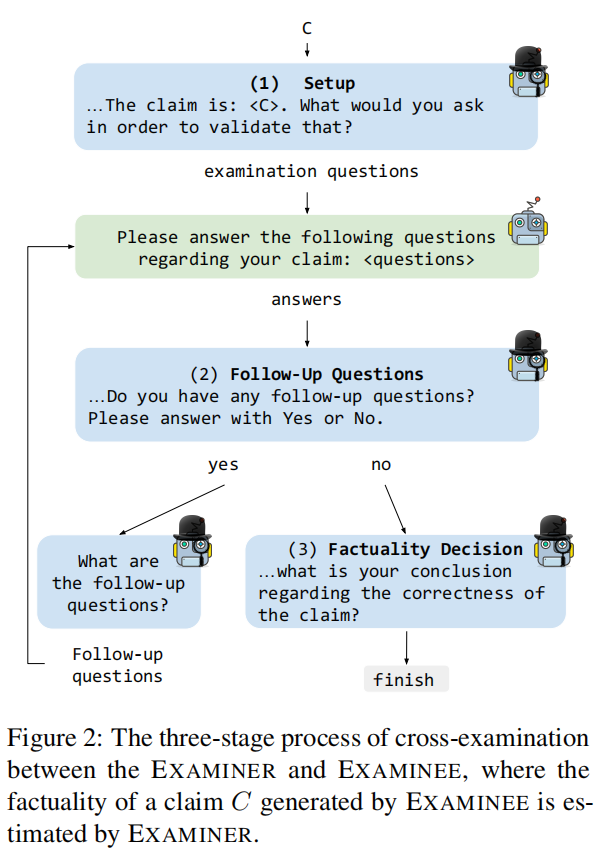 C
(1) Setup
...The claim is: <C>. What would you ask
in order to validate that?
examination questions
Please answer the following questions
regarding your claim: <questions>
answers
(2) Follow-Up Questions
...Do you have any follow-up questions?
Please answer with Yes or No.
yes
no
What are
the follow-up
questions?
(3) Factuality Decision
...what is your conclusion
regarding the correctness of
the claim?
Follow-up
questions
finish
Figure 2: The three-stage process of cross-examination
between the EXAMINER and EXAMINEE, where the
factuality of a claim C generated by EXAMINEE is es-
timated by EXAMINER.